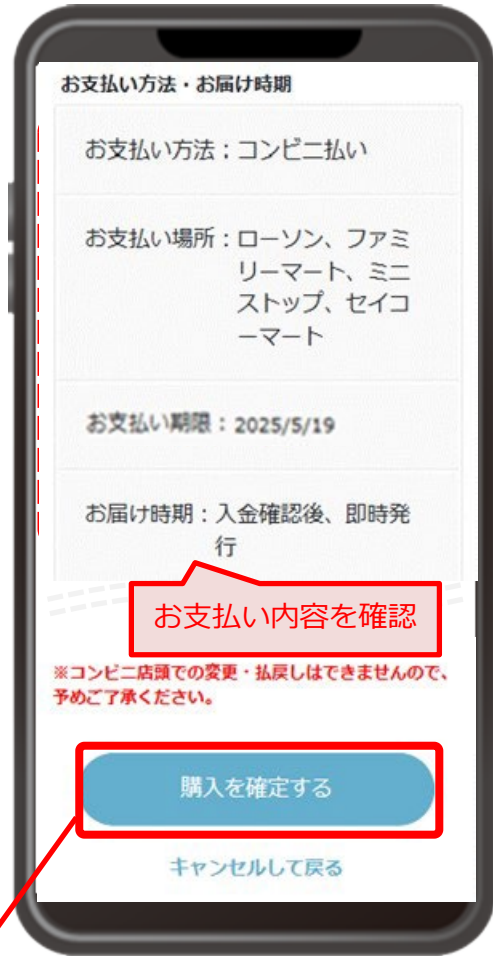 お支払い方法・お届け時期
お支払い方法：コンビニ払い
お支払い場所：ローソン、ファミ
リーマート、ミニ
ストップ、セイコ
ーマート
お支払い期限：2025/5/19
お届け時期：入金確認後、即時発
行
お支払い内容を確認
※コンビニ店頭での変更・払戻しはできませんので、
予めご了承ください。
購入を確定する
キャンセルして戻る